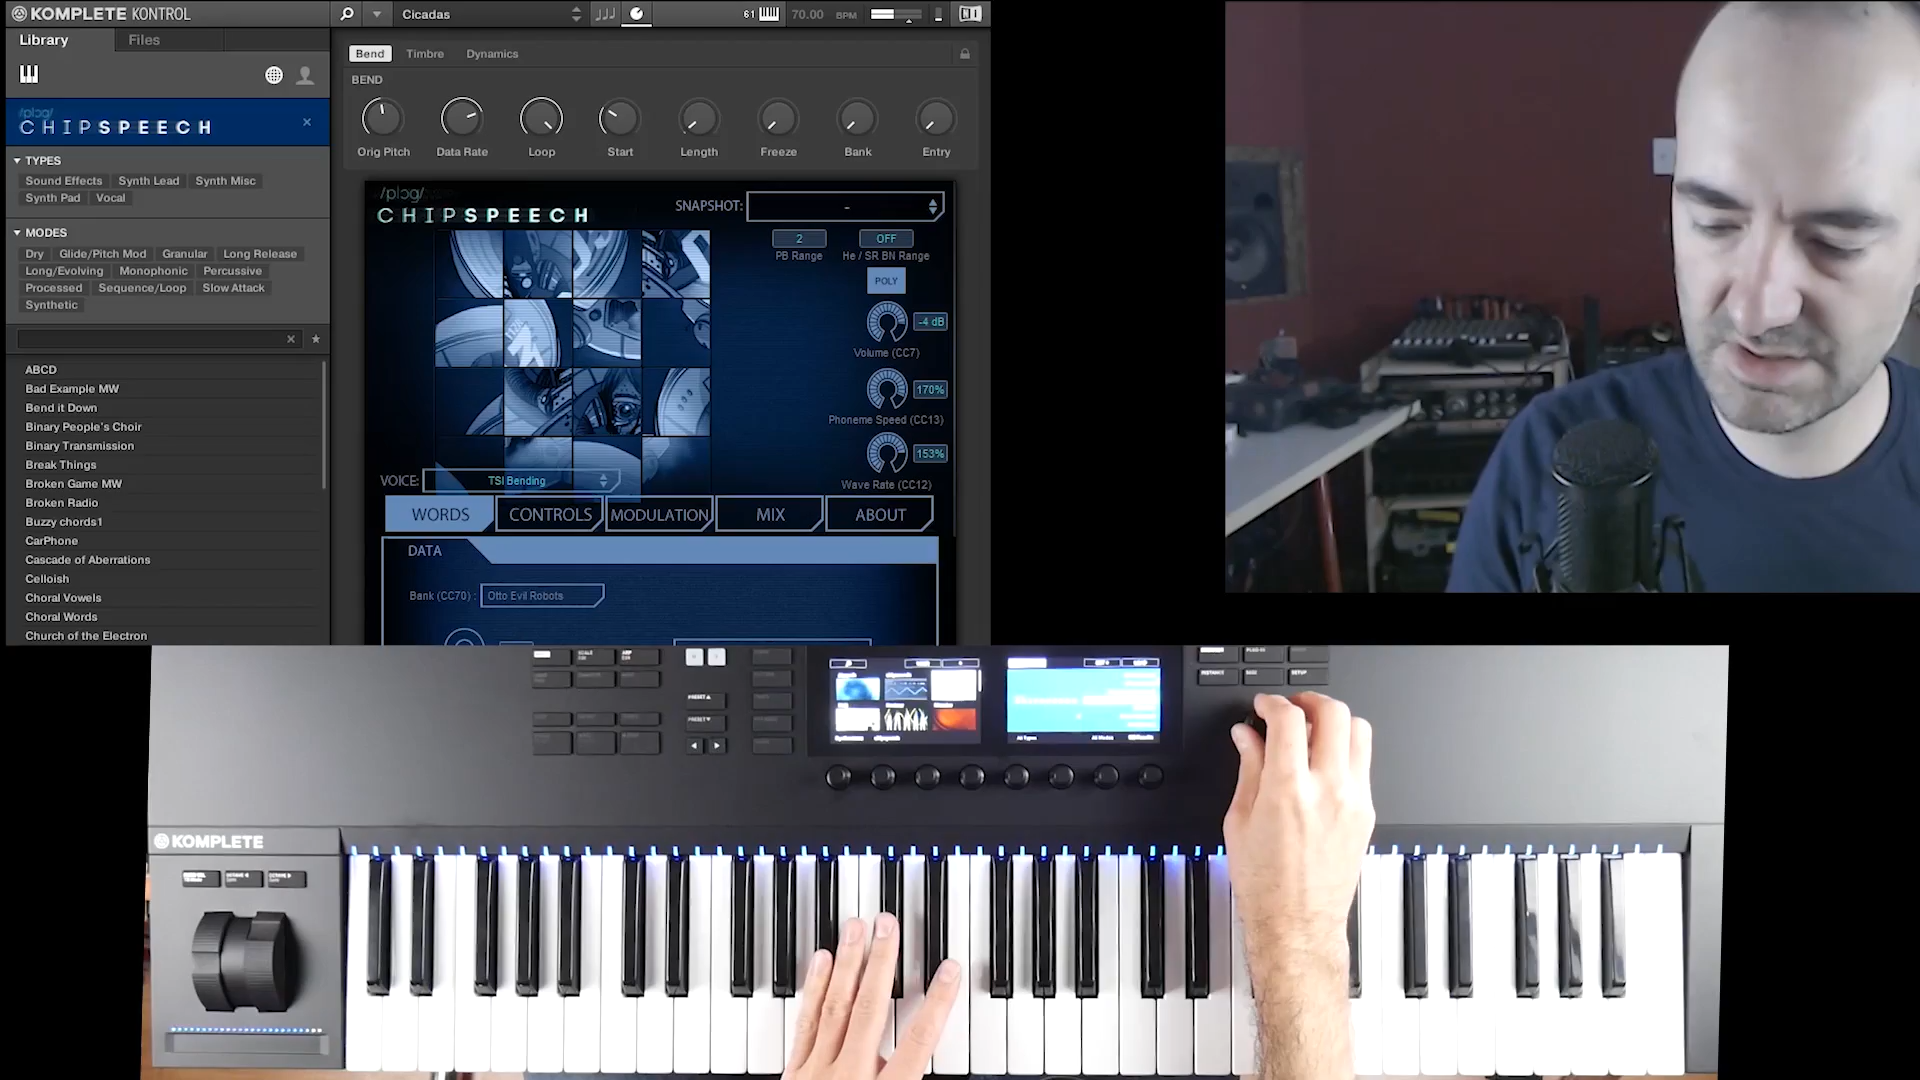 KOMPLETE KONTROL
Cicadas
61
70.00 BPM
Library
Files
Bend
Timbre
Dynamics
BEND
/plog/
CHIPSPEECH
Orig Pitch
Data Rate
Loop
Start
Length
Freeze
Bank
Entry
TYPES
Sound Effects
Synth Lead
Synth Misc
Synth Pad
Vocal
MODES
Dry
Glide/Pitch Mod
Granular
Long Release
Long/Evolving
Monophonic
Percussive
Processed
Sequence/Loop
Slow Attack
Synthetic
ABCD
Bad Example MW
Bend it Down
Binary People's Choir
Binary Transmission
Break Things
Broken Game MW
Broken Radio
Buzzy chords1
CarPhone
Cascade of Aberrations
Celloish
Choral Vowels
Choral Words
Church of the Electron
/plog/
CHIPSPEECH
SNAPSHOT:
-
2
PB Range
OFF
He / SR BN Range
POLY
-4 dB
Volume (CC7)
170%
Phoneme Speed (CC13)
153%
Wave Rate (CC12)
VOICE:
TSI Bending
WORDS
CONTROLS
MODULATION
MIX
ABOUT
DATA
Bank (CC70) :
Otto Evil Robots
KOMPLETE